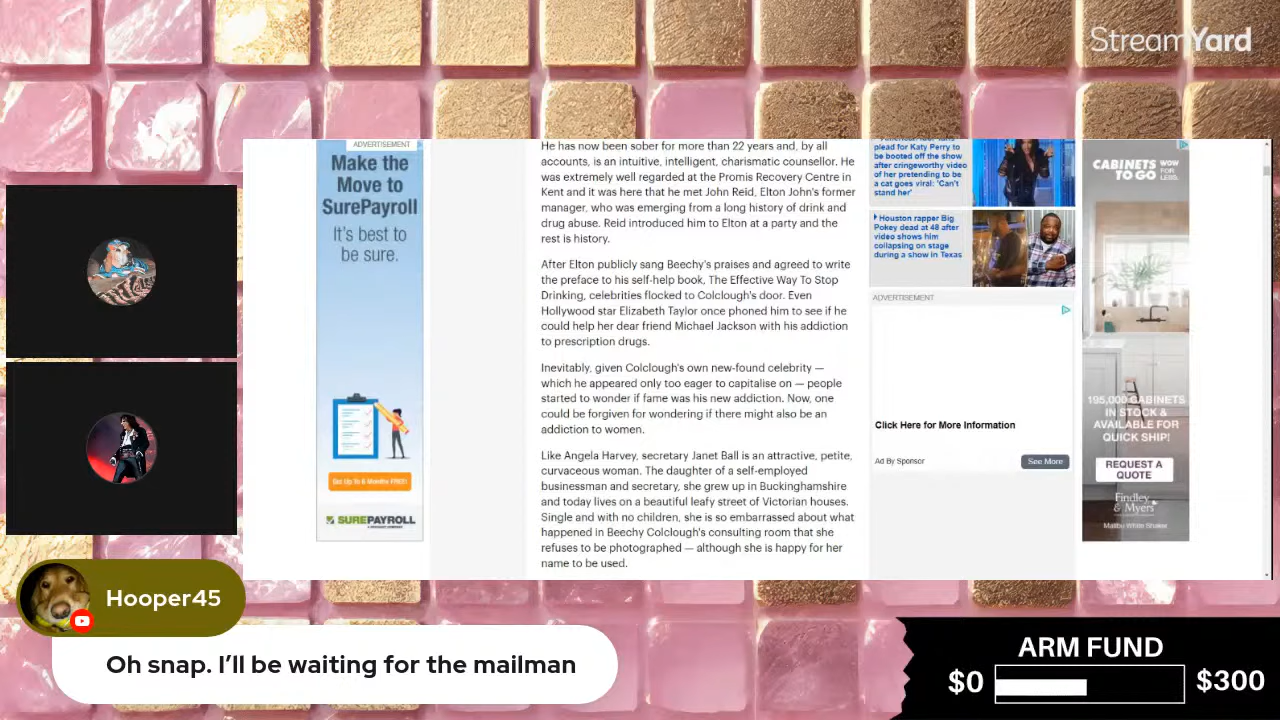 StreamYard
ADVERTISEMENT
Make the
Move to
SurePayroll
It's best to
be sure.
SUREPAYROLL
He has now been sober for more than 22 years and, by all
accounts, is an intuitive, intelligent, charismatic counsellor. He
was extremely well regarded at the Promis Recovery Centre in
Kent and it was here that he met John Reid, Elton John's former
manager, who was emerging from a long history of drink and
drug abuse. Reid introduced him to Elton at a party and the
rest is history.
After Elton publicly sang Beechy's praises and agreed to write
the preface to his self-help book, The Effective Way To Stop
Drinking, celebrities flocked to Colclough's door. Even
Hollywood star Elizabeth Taylor once phoned him to see if he
could help her dear friend Michael Jackson with his addiction
to prescription drugs.
Inevitably, given Colclough's own new-found celebrity —
which he appeared only too eager to capitalise on — people
started to wonder if fame was his new addiction. Now, one
could be forgiven for wondering if there might also be an
addiction to women.
Like Angela Harvey, secretary Janet Ball is an attractive, petite,
curvaceous woman. The daughter of a self-employed
businessman and secretary, she grew up in Buckinghamshire
and today lives on a beautiful leafy street of Victorian houses.
Single and with no children, she is so embarrassed about what
happened in Beechy Colclough's consulting room that she
refuses to be photographed — although she is happy for her
name to be used.
plead for Katy Perry to
be booted off the show
after cringeworthy video
of her pretending to be
a cat goes viral: 'Can't
stand her'
Houston rapper Big
Pokey dead at 48 after
video shows him
collapsing on stage
during a show in Texas
ADVERTISEMENT
Click Here for More Information
Ad By Sponsor
See More
CABINETS
TO GO
WOW
FOR
LESS.
195,000 CABINETS
IN STOCK &
AVAILABLE FOR
QUICK SHIP!
REQUEST A
QUOTE
Findley
& Myers
Malibu White Shaker
Hooper45
Oh snap. I'll be waiting for the mailman
ARM FUND
$0
$300